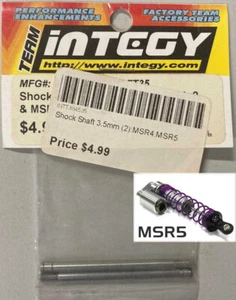 PERFORMANCE ENHANCEMENTS
FACTORY TEAM ACCESSORIES
TEAM iNTEGY
http://www.integy.com
MFG#:
Shock
& MSR
$4.9
Shock Shaft 3.5mm (2):MSR4,MSR5
Price $4.99
MSR5